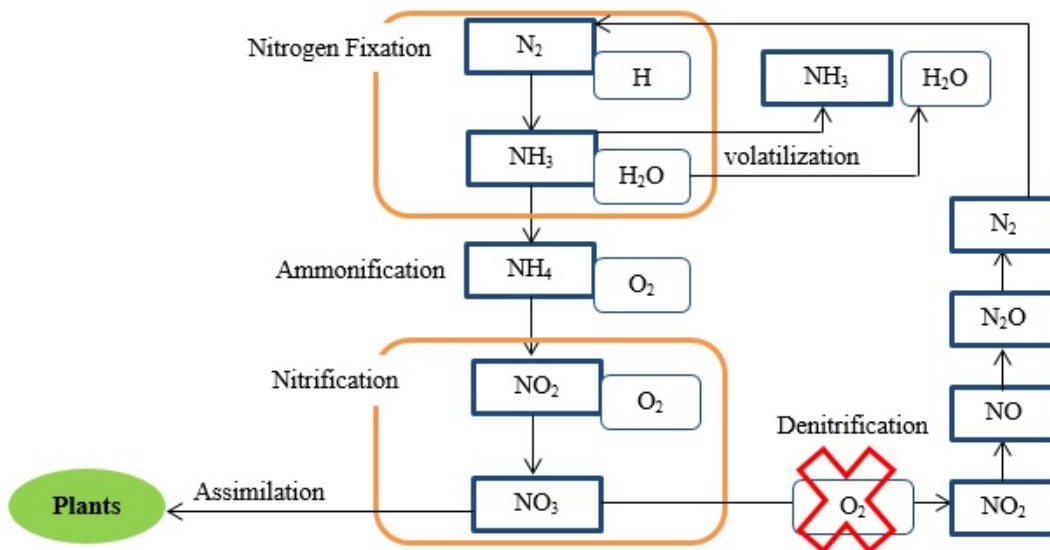 Nitrogen Fixation
N₂
H
NH₃
H₂O
NH₃
H₂O
volatilization
Ammonification
NH₄
O₂
N₂
N₂O
Nitrification
NO₂
O₂
NO
Denitrification
Plants
Assimilation
NO₃
O₂
NO₂